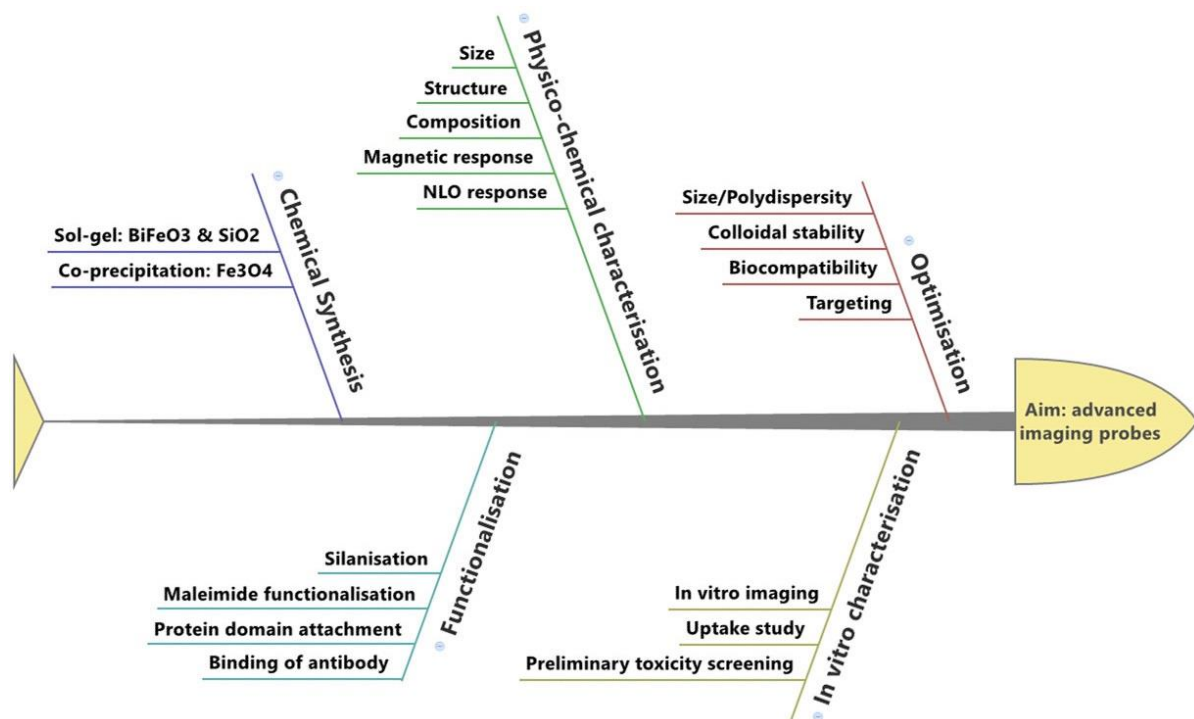 Size
Structure
Composition
Magnetic response
NLO response
Physico-chemical characterisation
Sol-gel: BiFeO3 & SiO2
Co-precipitation: Fe3O4
Chemical Synthesis
Size/Polydispersity
Colloidal stability
Biocompatibility
Targeting
Optimisation
Aim: advanced
imaging probes
Silanisation
Maleimide functionalisation
Protein domain attachment
Binding of antibody
Functionalisation
In vitro imaging
Uptake study
Preliminary toxicity screening
In vitro characterisation